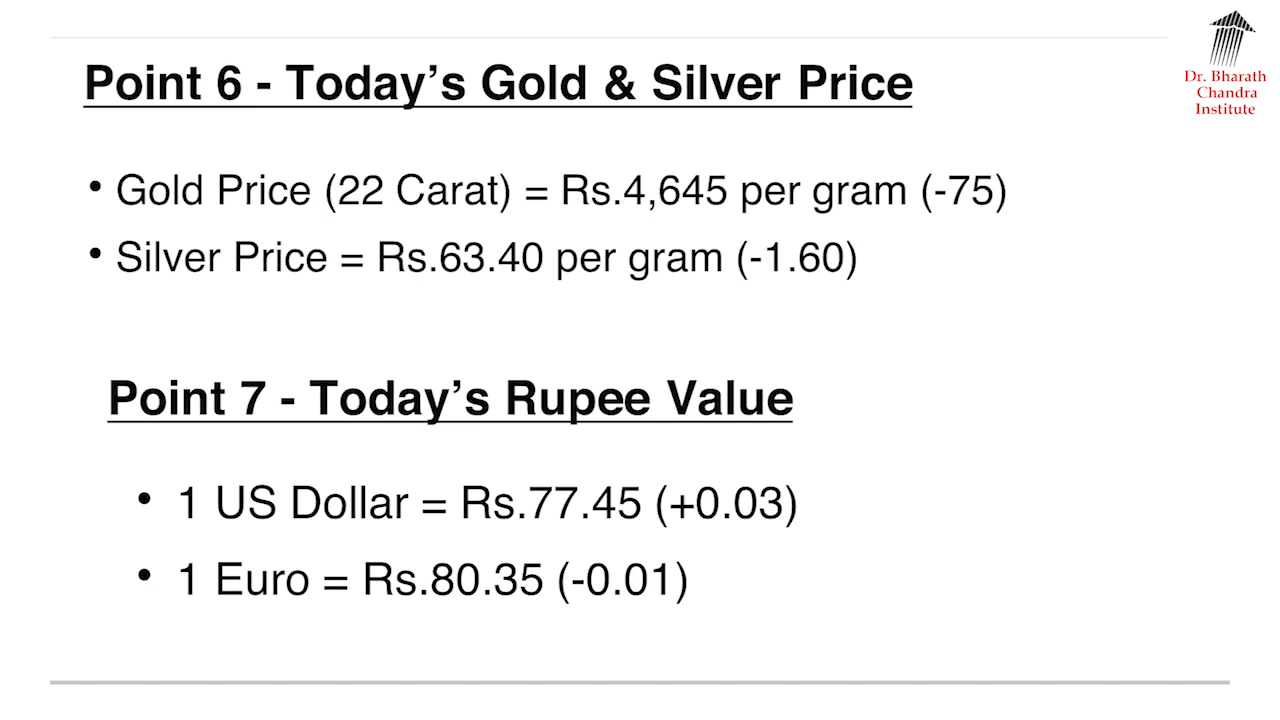 Dr. Bharath
Chandra
Institute
Point 6 - Today’s Gold & Silver Price
• Gold Price (22 Carat) = Rs.4,645 per gram (-75)
• Silver Price = Rs.63.40 per gram (-1.60)
Point 7 - Today’s Rupee Value
• 1 US Dollar = Rs.77.45 (+0.03)
• 1 Euro = Rs.80.35 (-0.01)